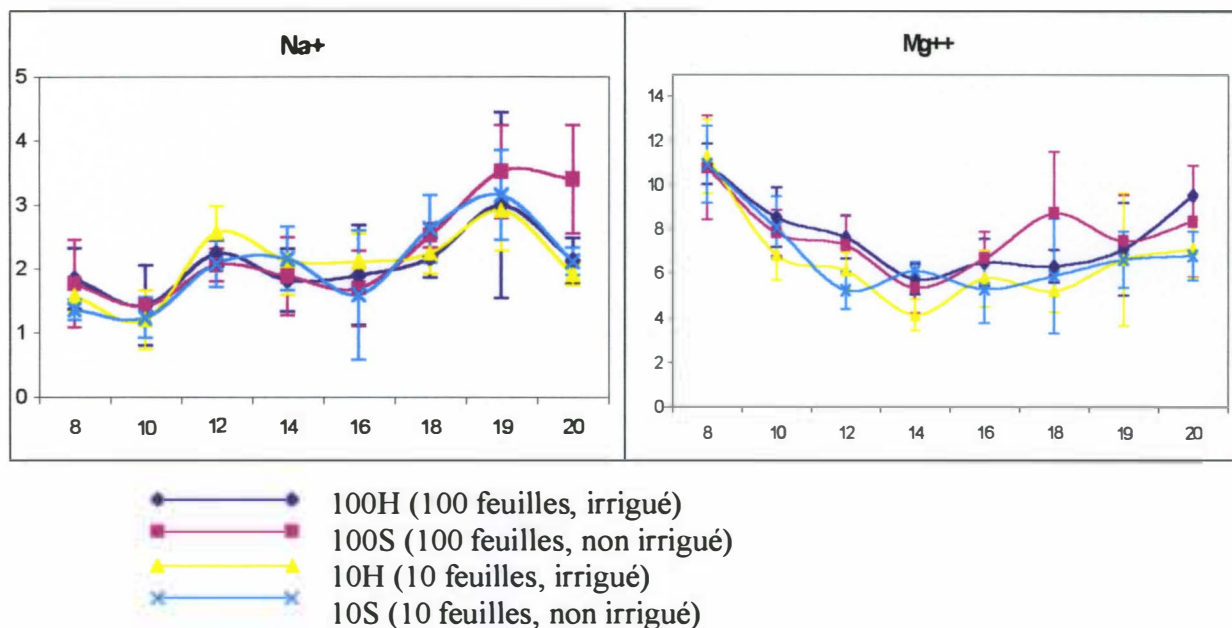 Na+
5
4
3
2
1
0
8 10 12 14 16 18 19 20
Mg++
14
12
10
8
6
4
2
0
8 10 12 14 16 18 19 20
100H (100 feuilles, irrigué)
100S (100 feuilles, non irrigué)
10H (10 feuilles, irrigué)
10S (10 feuilles, non irrigué)